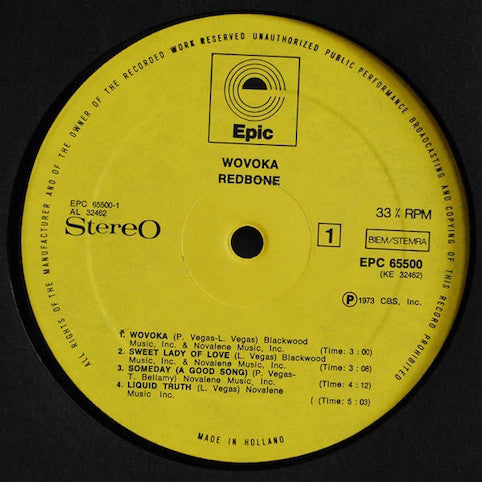 ALL RIGHTS OF THE MANUFACTURER AND OF THE OWNER OF THE RECORDED WORK RESERVED UNAUTHORIZED PUBLIC PERFORMANCE BROADCASTING AND COPYING OF THIS RECORD PROHIBITED
Epic
WOVOKA
REDBONE
EPC 65500-1
AL 32462
Stereo
33⅓ RPM
1
BIEM/STEMRA
EPC 65500
(KE 32462)
Ⓟ 1973 CBS, Inc.
1. WOVOKA (P. Vegas-L. Vegas) Blackwood
Music, Inc. & Novalene Music, Inc. (Time: 3 : 00)
2. SWEET LADY OF LOVE (L. Vegas) Blackwood
Music, Inc. & Novalene Music, Inc. (Time: 3 : 08)
3. SOMEDAY (A GOOD SONG) (P. Vegas-
T. Bellamy) Novalene Music, Inc. (Time: 4 : 12)
4. LIQUID TRUTH (L. Vegas) Novalene
Music Inc. ( (Time: 5 : 03)
MADE IN HOLLAND